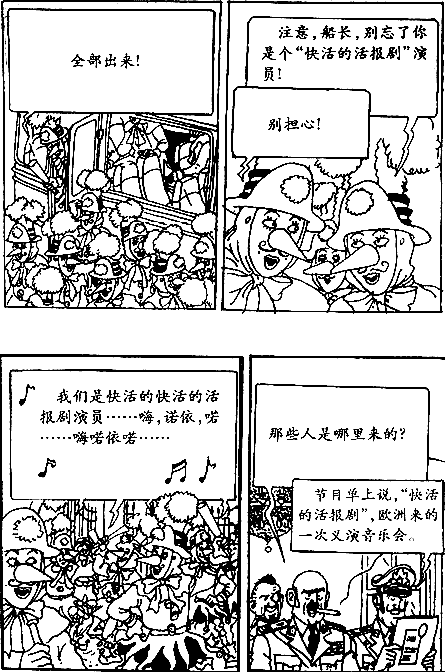 全部出来!
注意,船长,别忘了你
是个“快活的活报剧”演
员!
别担心!
我们是快活的快活的活
报剧演员……嗨,诺依,喏
……嗨喏依喏……
那些人是哪里来的?
节目单上说,“快活
的活报剧”,欧洲来的
一次义演音乐会。